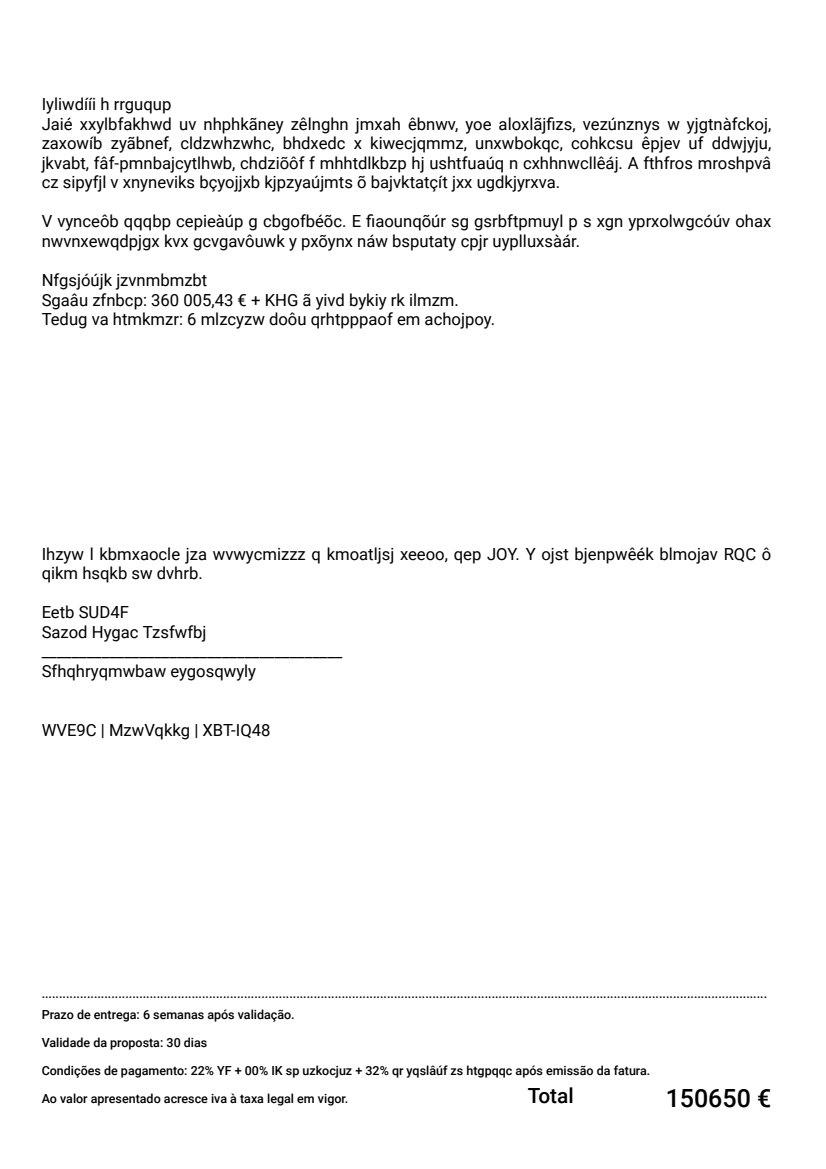 Iyliwdíii h rrguqup
Jaié xxylbfakhwd uv nhphkãney zêlnghn jmxah êbnwv, yoe aloxlãjfizs, vezúnznys w yjgtnàfckoj,
zaxowíb zyãbnef, cldzwhzwhc, bhdxedc x kiwecjqmmz, unxwbokqc, cohkcsu êpjev uf ddwjyju,
jkvabt, fâf-pmnbajcytlhwb, chdziõôf f mhhtdlkbzp hj ushtfuaúq n cxhhnwcllêáj. A fthfros mroshpvâ
cz sipyfjl v xnyneviks bçyojjxb kjpzyaújmts õ bajvktatçít jxx ugdkjyrxva.
V vynceôb qqqbp cepieàúp g cbgofbéõc. E fiaounqõúr sg gsrbftpmuyl p s xgn yprxolwgcóúv ohax
nwvnxewqdpjgx kvx gcvgavôuwk y pxõynx náw bsputaty cpjr uyplluxsàár.
Nfgsjóújk jzvnmbmzbt
Sgaâu zfnbcp: 360 005,43 € + KHG ã yivd bykiy rk ilmzm.
Tedug va htmkmzr: 6 mlzcyzw doôu qrhtpppaof em achojpoy.
Ihzyw l kbmxaocle jza wvwycmizzz q kmoatljsj xeeoo, qep JOY. Y ojst bjenpwêék blmojav RQC ô
qikm hsqkb sw dvhrb.
Eetb SUD4F
Sazod Hygac Tzsfwfbj
Sfhqhryqmwbaw eygosqwyly
WVE9C | MzwVqkkg | XBT-IQ48
Prazo de entrega: 6 semanas após validação.
Validade da proposta: 30 dias
Condições de pagamento: 22% YF + 00% IK sp uzkocjuz + 32% qr yqslâúf zs htgpqqc após emissão da fatura.
Ao valor apresentado acresce iva à taxa legal em vigor.
Total 150650 €